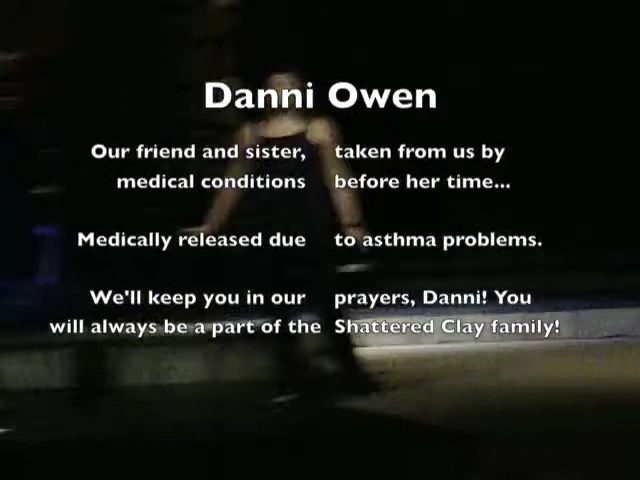 Danni Owen
Our friend and sister, taken from us by
medical conditions before her time...
Medically released due to asthma problems.
We'll keep you in our prayers, Danni! You
will always be a part of the Shattered Clay family!